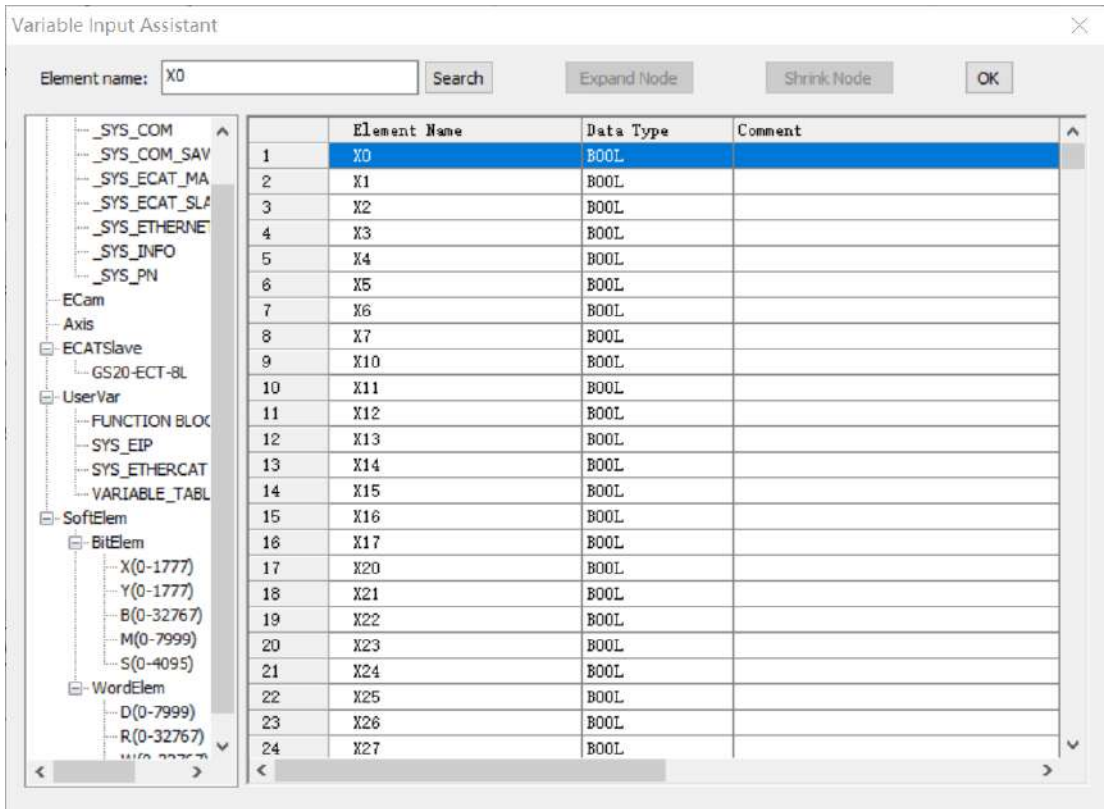 Variable Input Assistant
Element name: X0 Search Expand Node Shrink Node OK
_SYS_COM
_SYS_COM_SAV
_SYS_ECAT_MA
_SYS_ECAT_SLA
_SYS_ETHERNET
_SYS_INFO
_SYS_PN
ECam
Axis
ECATSlave
GS20-ECT-8L
UserVar
FUNCTION BLOC
SYS_EIP
SYS_ETHERCAT
VARIABLE_TABL
SoftElem
BitElem
X(0-1777)
Y(0-1777)
B(0-32767)
M(0-7999)
S(0-4095)
WordElem
D(0-7999)
R(0-32767)
Element Name Data Type Comment
1 X0 BOOL
2 X1 BOOL
3 X2 BOOL
4 X3 BOOL
5 X4 BOOL
6 X5 BOOL
7 X6 BOOL
8 X7 BOOL
9 X10 BOOL
10 X11 BOOL
11 X12 BOOL
12 X13 BOOL
13 X14 BOOL
14 X15 BOOL
15 X16 BOOL
16 X17 BOOL
17 X20 BOOL
18 X21 BOOL
19 X22 BOOL
20 X23 BOOL
21 X24 BOOL
22 X25 BOOL
23 X26 BOOL
24 X27 BOOL